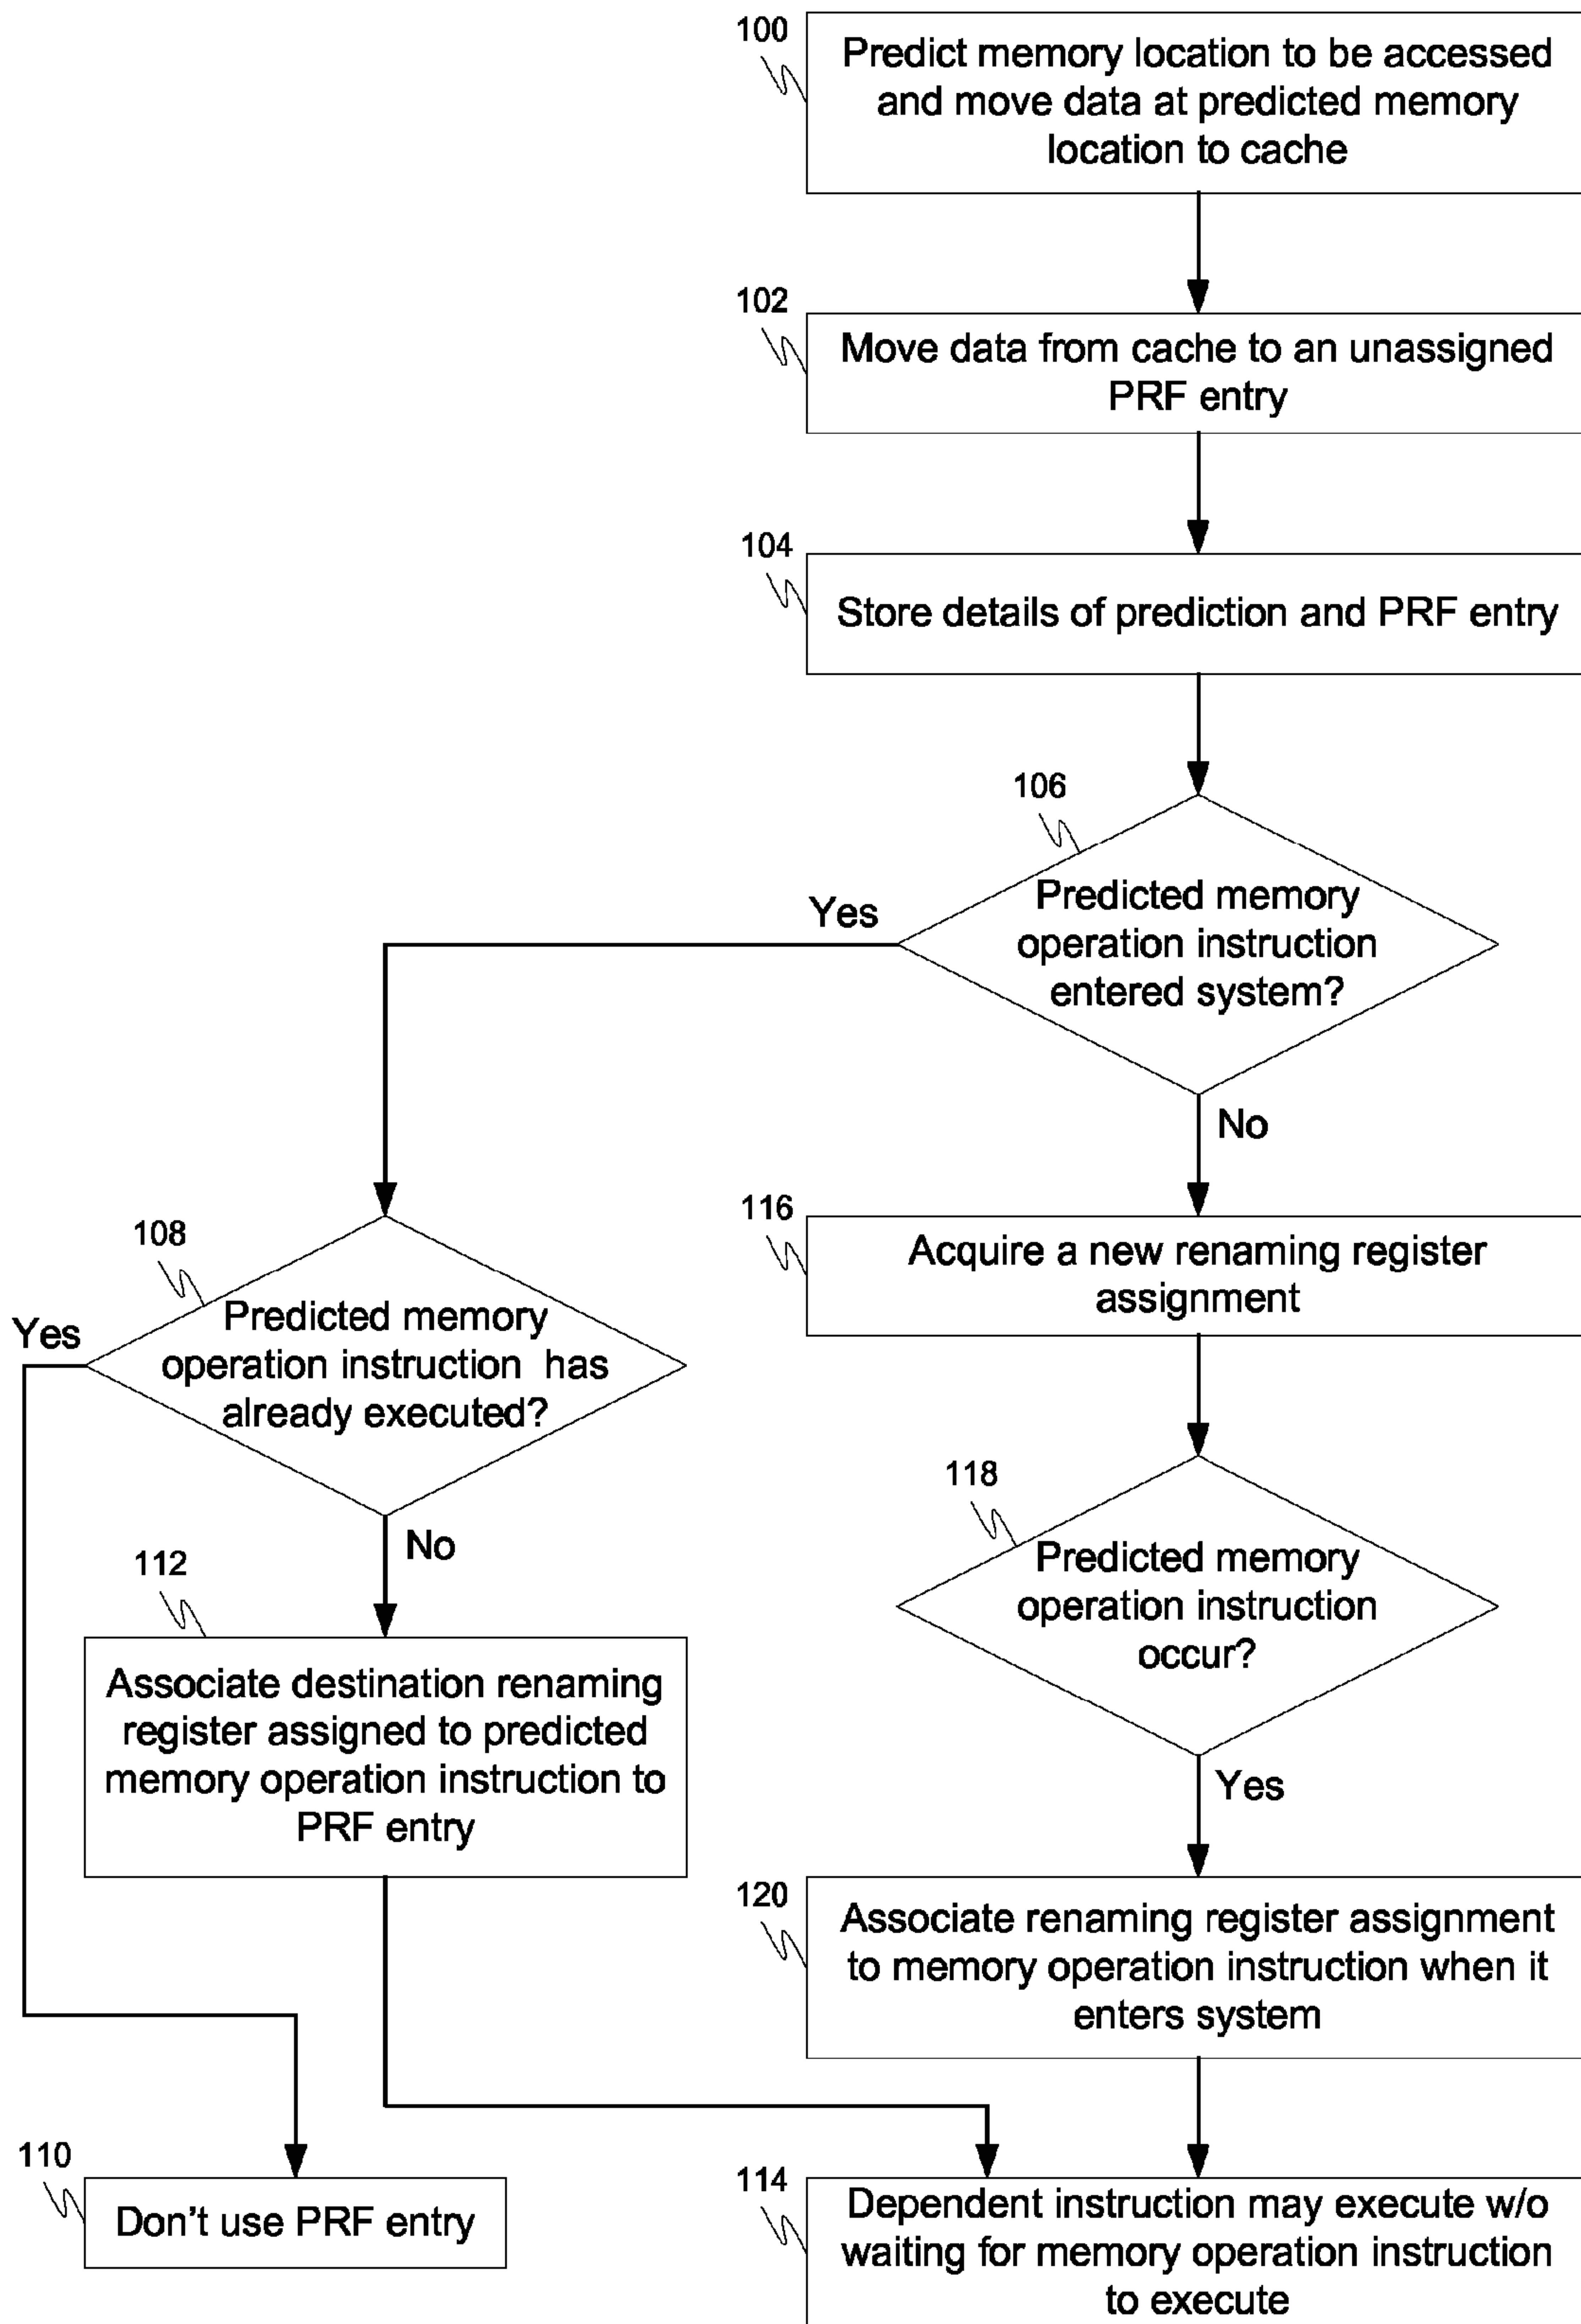 100
Predict memory location to be accessed
and move data at predicted memory
location to cache
102
Move data from cache to an unassigned
PRF entry
104
Store details of prediction and PRF entry
106
Predicted memory
operation instruction
entered system?
Yes
No
108
Predicted memory
operation instruction has
already executed?
Yes
No
116
Acquire a new renaming register
assignment
118
Predicted memory
operation instruction
occur?
Yes
112
Associate destination renaming
register assigned to predicted
memory operation instruction to
PRF entry
120
Associate renaming register assignment
to memory operation instruction when it
enters system
110
Don't use PRF entry
114
Dependent instruction may execute w/o
waiting for memory operation instruction
to execute